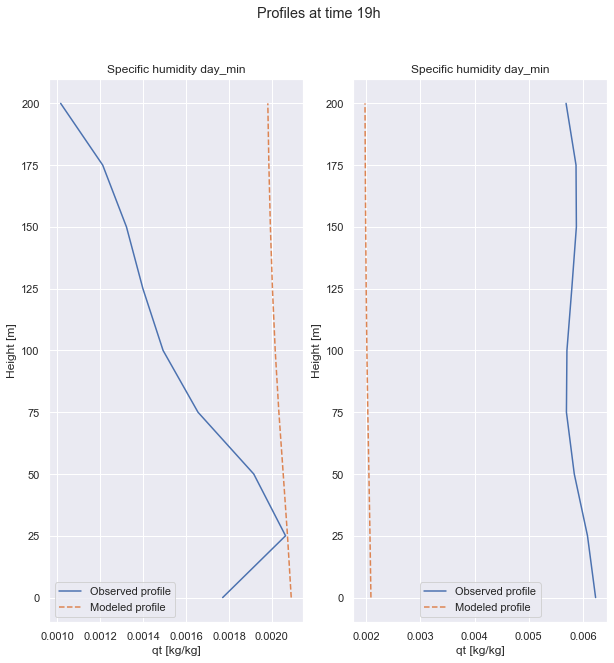 Profiles at time 19h
Specific humidity day_min
Specific humidity day_min
200
175
150
125
100
75
50
25
0
Height [m]
Observed profile
Modeled profile
0.0010 0.0012 0.0014 0.0016 0.0018 0.0020
qt [kg/kg]
200
175
150
125
100
75
50
25
0
Height [m]
Observed profile
Modeled profile
0.002 0.003 0.004 0.005 0.006
qt [kg/kg]